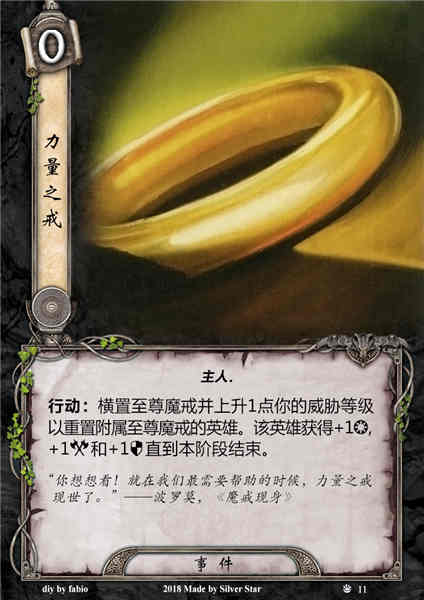 0
力量之戒
主人.
行动：横置至尊魔戒并上升1点你的威胁等级
以重置附属至尊魔戒的英雄。该英雄获得+1，
+1和+1直到本阶段结束。
“你想想看！就在我们最需要帮助的时候，力量之戒
现世了。”——波罗莫，《魔戒现身》
事件
diy by fabio
2018 Made by Silver Star
11